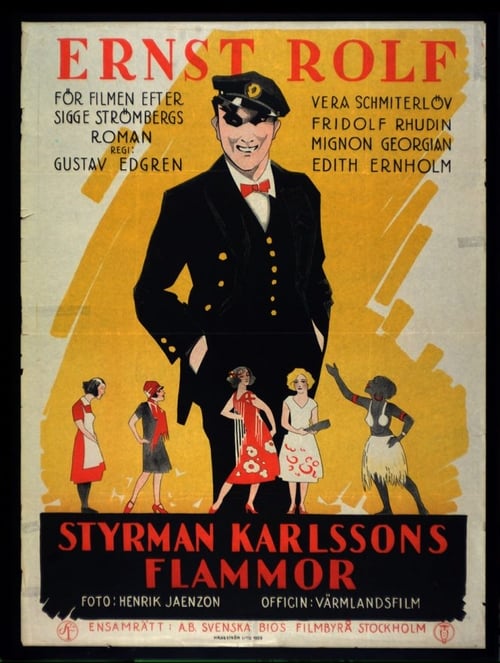 ERNST ROLF
FÖR FILMEN EFTER
SIGGE STRÖMBERGS
ROMAN
REGI:
GUSTAV EDGREN
VERA SCHMITERLÖV
FRIDOLF RHUDIN
MIGNON GEORGIAN
EDITH ERNHOLM
STYRMAN KARLSSONS
FLAMMOR
FOTO: HENRIK JAENZON
OFFICIN: VÄRMLANDSFILM
ENSAMRÄTT: A.B. SVENSKA BIOS FILMBYRÅ STOCKHOLM